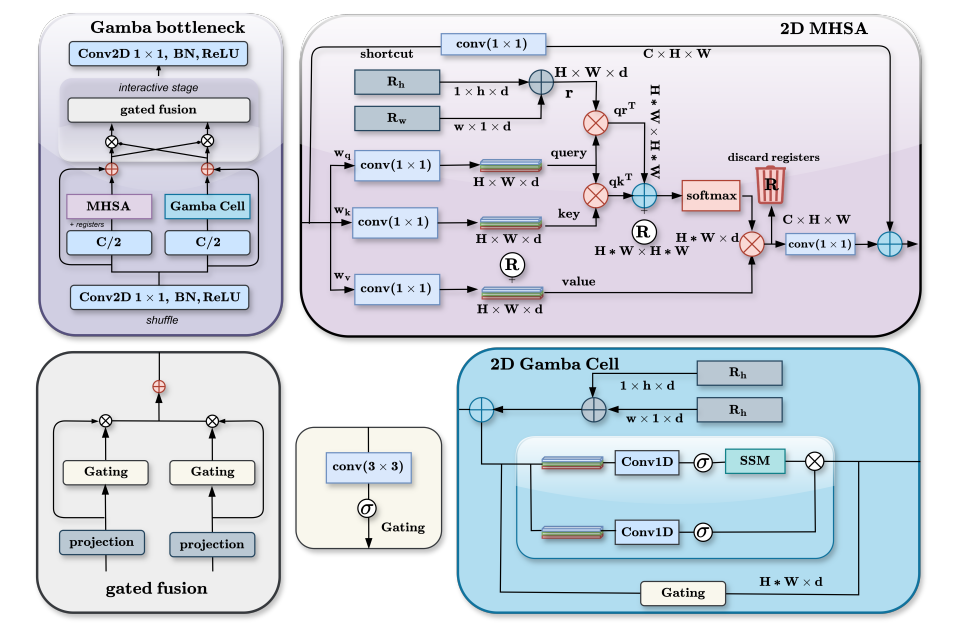 Gamba bottleneck
Conv2D 1 × 1, BN, ReLU
interactive stage
gated fusion
MHSA
Gamba Cell
+ registers
C/2
C/2
Conv2D 1 × 1, BN, ReLU
shuffle
2D MHSA
shortcut
conv(1 × 1)
C × H × W
R_h
1 × h × d
H × W × d
r
R_w
w × 1 × d
qr^T
H * W × H * W
w_q
conv(1 × 1)
query
H × W × d
qk^T
softmax
discard registers
R
w_k
conv(1 × 1)
key
H × W × d
R
H * W × H * W
H * W × d
C × H × W
conv(1 × 1)
R
w_v
conv(1 × 1)
value
H × W × d
gated fusion
Gating
Gating
projection
projection
conv(3 × 3)
σ
Gating
2D Gamba Cell
R_h
1 × h × d
R_h
w × 1 × d
Conv1D
σ
SSM
Conv1D
σ
H * W × d
Gating